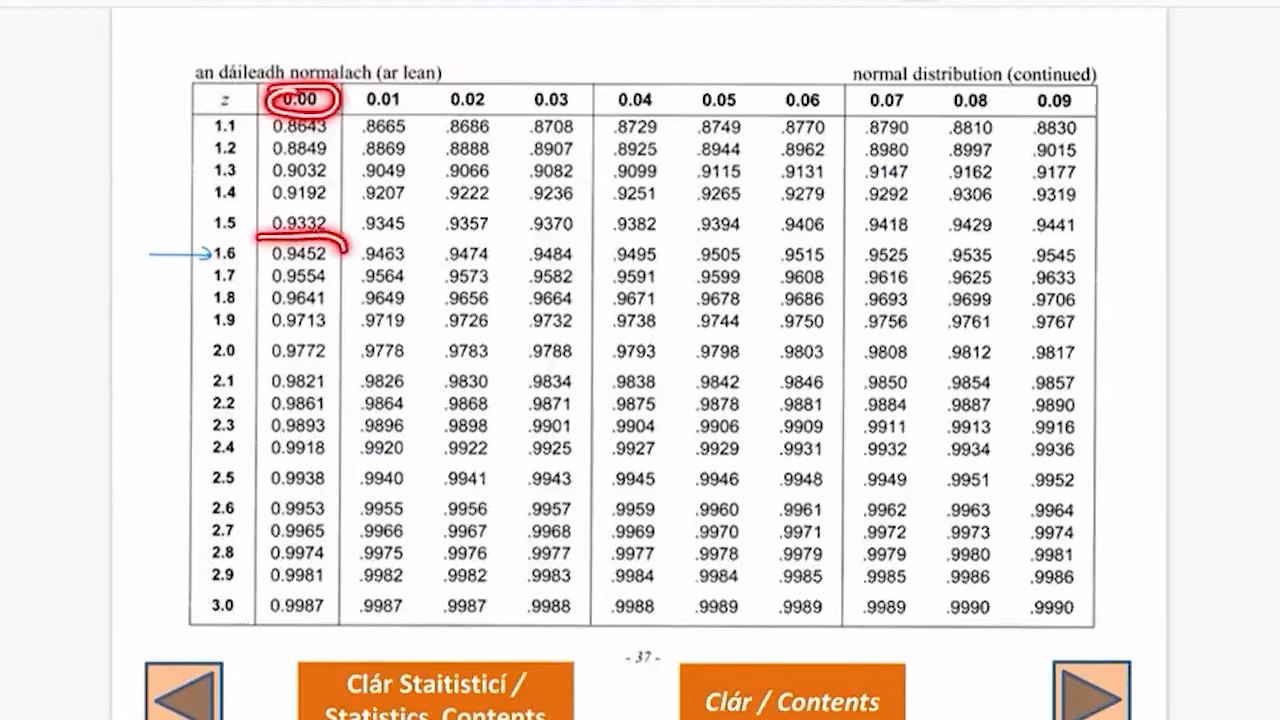 an dáileadh normalach (ar lean) normal distribution (continued)
z 0.00 0.01 0.02 0.03 0.04 0.05 0.06 0.07 0.08 0.09
1.1 0.8643 .8665 .8686 .8708 .8729 .8749 .8770 .8790 .8810 .8830
1.2 0.8849 .8869 .8888 .8907 .8925 .8944 .8962 .8980 .8997 .9015
1.3 0.9032 .9049 .9066 .9082 .9099 .9115 .9131 .9147 .9162 .9177
1.4 0.9192 .9207 .9222 .9236 .9251 .9265 .9279 .9292 .9306 .9319
1.5 0.9332 .9345 .9357 .9370 .9382 .9394 .9406 .9418 .9429 .9441
1.6 0.9452 .9463 .9474 .9484 .9495 .9505 .9515 .9525 .9535 .9545
1.7 0.9554 .9564 .9573 .9582 .9591 .9599 .9608 .9616 .9625 .9633
1.8 0.9641 .9649 .9656 .9664 .9671 .9678 .9686 .9693 .9699 .9706
1.9 0.9713 .9719 .9726 .9732 .9738 .9744 .9750 .9756 .9761 .9767
2.0 0.9772 .9778 .9783 .9788 .9793 .9798 .9803 .9808 .9812 .9817
2.1 0.9821 .9826 .9830 .9834 .9838 .9842 .9846 .9850 .9854 .9857
2.2 0.9861 .9864 .9868 .9871 .9875 .9878 .9881 .9884 .9887 .9890
2.3 0.9893 .9896 .9898 .9901 .9904 .9906 .9909 .9911 .9913 .9916
2.4 0.9918 .9920 .9922 .9925 .9927 .9929 .9931 .9932 .9934 .9936
2.5 0.9938 .9940 .9941 .9943 .9945 .9946 .9948 .9949 .9951 .9952
2.6 0.9953 .9955 .9956 .9957 .9959 .9960 .9961 .9962 .9963 .9964
2.7 0.9965 .9966 .9967 .9968 .9969 .9970 .9971 .9972 .9973 .9974
2.8 0.9974 .9975 .9976 .9977 .9977 .9978 .9979 .9979 .9980 .9981
2.9 0.9981 .9982 .9982 .9983 .9984 .9984 .9985 .9985 .9986 .9986
3.0 0.9987 .9987 .9987 .9988 .9988 .9989 .9989 .9989 .9990 .9990
- 37 -
Clár Staitisticí /
Statistics Contents
Clár / Contents